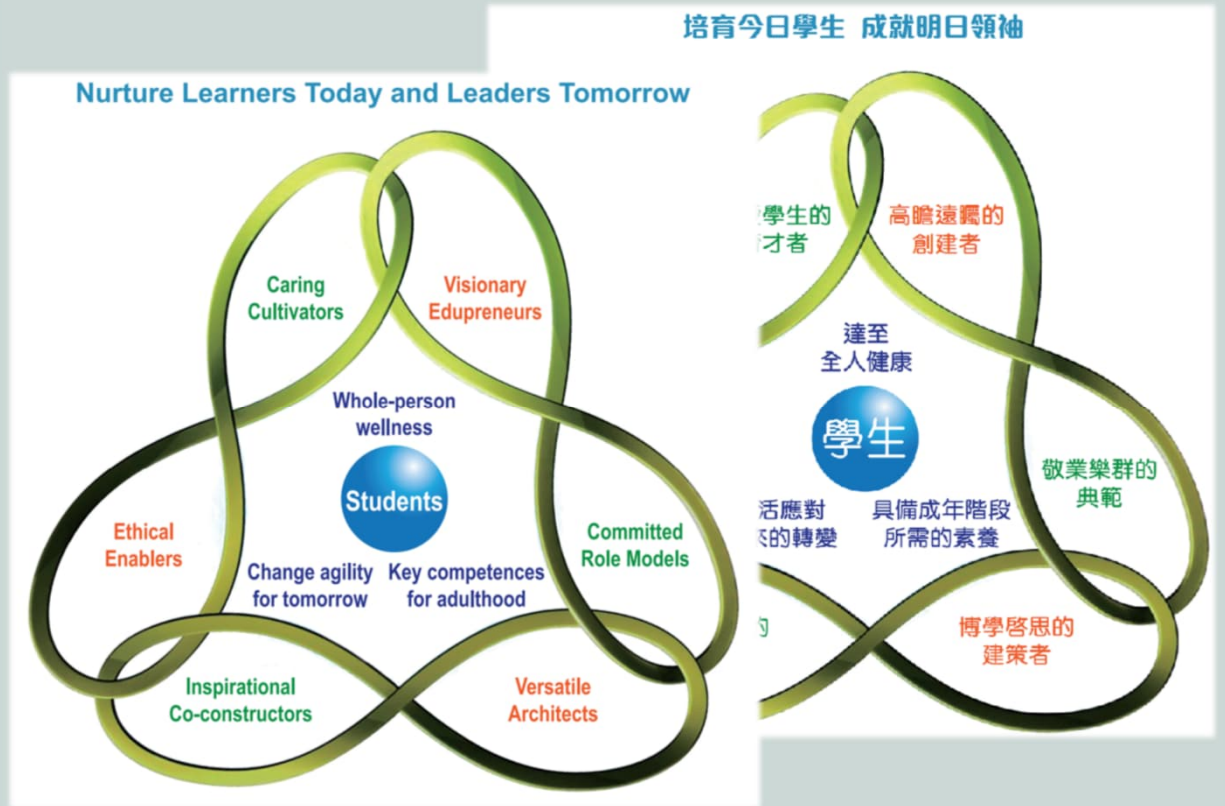 Nurture Learners Today and Leaders Tomorrow
Caring
Cultivators
Visionary
Edupreneurs
Whole-person
wellness
Students
Ethical
Enablers
Committed
Role Models
Change agility
for tomorrow
Key competences
for adulthood
Inspirational
Co-constructors
Versatile
Architects
培育今日學生 成就明日領袖
學生的
才者
高瞻遠矚的
創建者
達至
全人健康
學生
敬業樂群的
典範
活應對
的轉變
具備成年階段
所需的素養
的
博學啓思的
建策者